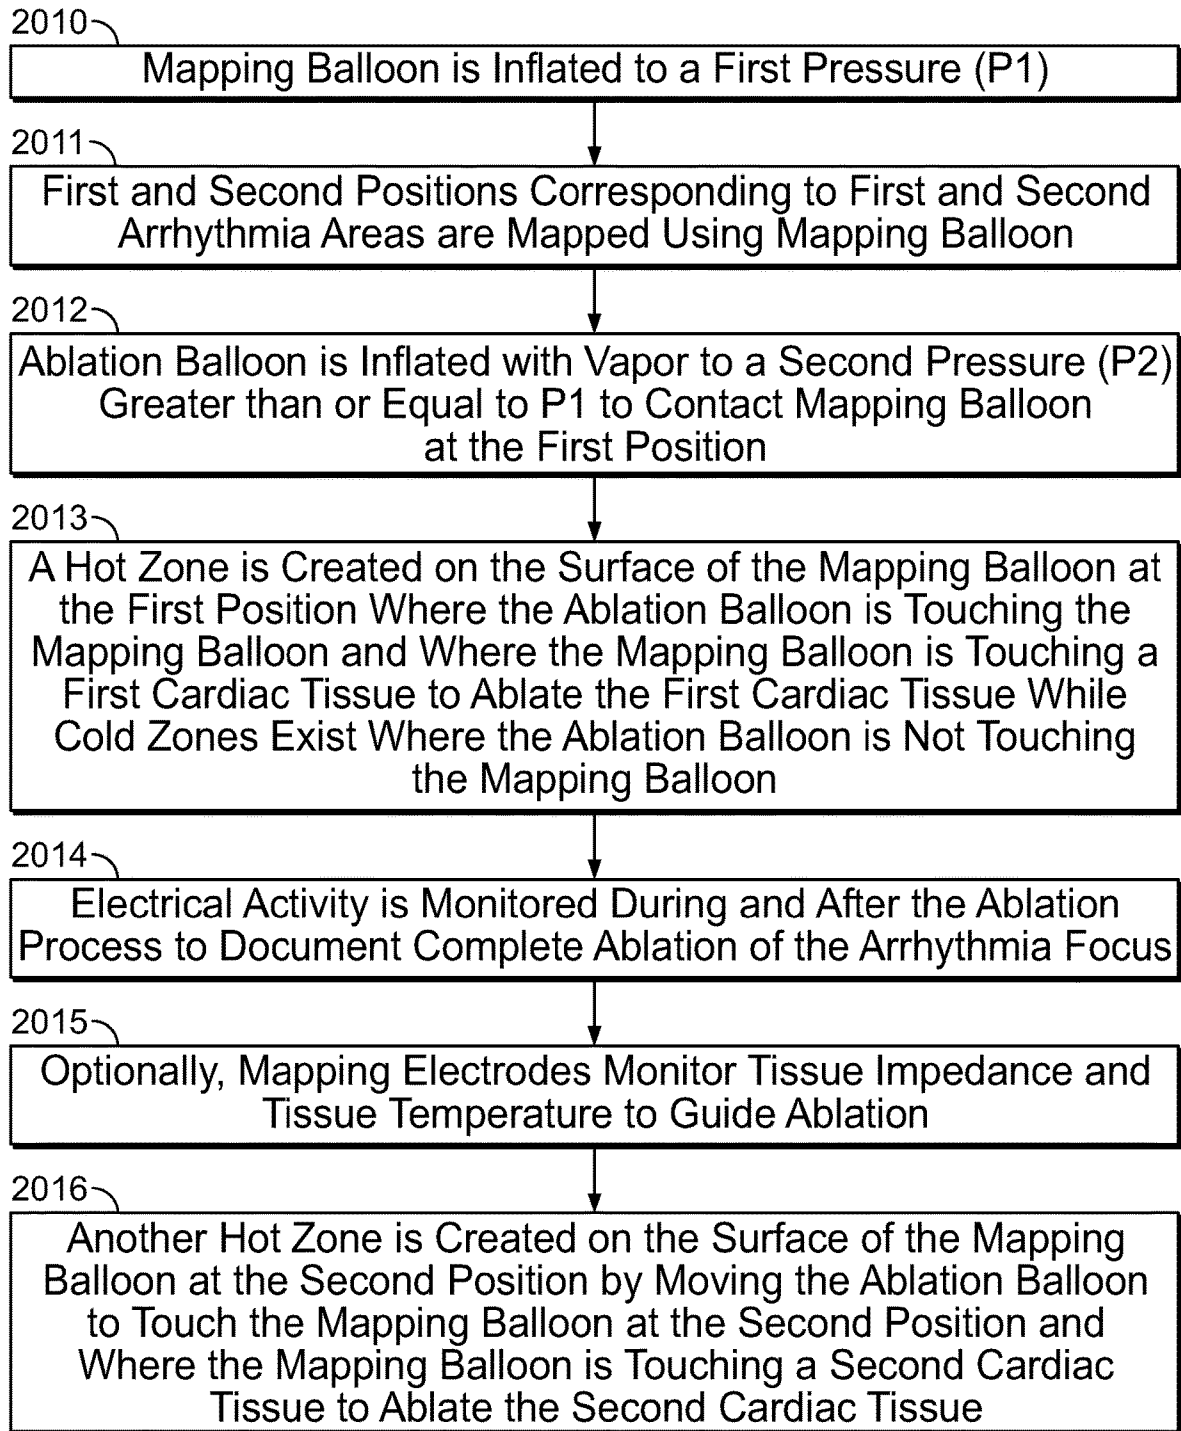 2010
Mapping Balloon is Inflated to a First Pressure (P1)
2011
First and Second Positions Corresponding to First and Second
Arrhythmia Areas are Mapped Using Mapping Balloon
2012
Ablation Balloon is Inflated with Vapor to a Second Pressure (P2)
Greater than or Equal to P1 to Contact Mapping Balloon
at the First Position
2013
A Hot Zone is Created on the Surface of the Mapping Balloon at
the First Position Where the Ablation Balloon is Touching the
Mapping Balloon and Where the Mapping Balloon is Touching a
First Cardiac Tissue to Ablate the First Cardiac Tissue While
Cold Zones Exist Where the Ablation Balloon is Not Touching
the Mapping Balloon
2014
Electrical Activity is Monitored During and After the Ablation
Process to Document Complete Ablation of the Arrhythmia Focus
2015
Optionally, Mapping Electrodes Monitor Tissue Impedance and
Tissue Temperature to Guide Ablation
2016
Another Hot Zone is Created on the Surface of the Mapping
Balloon at the Second Position by Moving the Ablation Balloon
to Touch the Mapping Balloon at the Second Position and
Where the Mapping Balloon is Touching a Second Cardiac
Tissue to Ablate the Second Cardiac Tissue